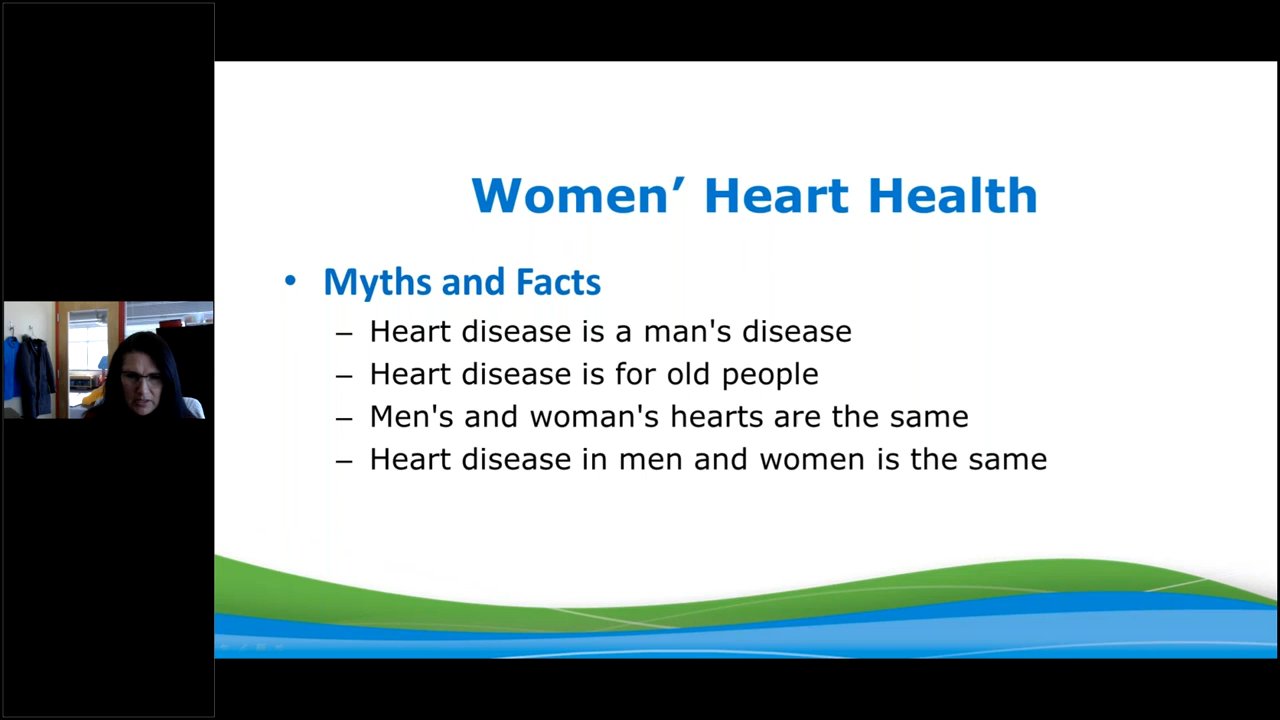 Women’ Heart Health
• Myths and Facts
– Heart disease is a man's disease
– Heart disease is for old people
– Men's and woman's hearts are the same
– Heart disease in men and women is the same